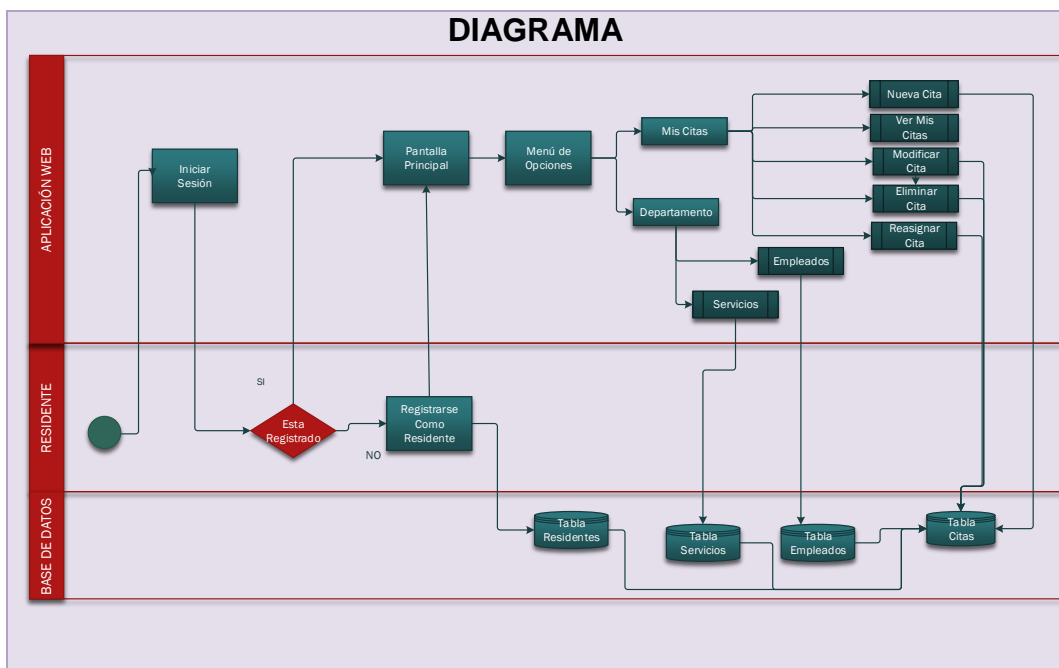 DIAGRAMA
APLICACIÓN WEB
Iniciar
Sesión
Pantalla
Principal
Menú de
Opciones
Mis Citas
Departamento
Nueva Cita
Ver Mis
Citas
Modificar
Cita
Eliminar
Cita
Reasignar
Cita
Empleados
Servicios
RESIDENTE
SI
Esta
Registrado
NO
Registrarse
Como
Residente
BASE DE DATOS
Tabla
Residentes
Tabla
Servicios
Tabla
Empleados
Tabla
Citas